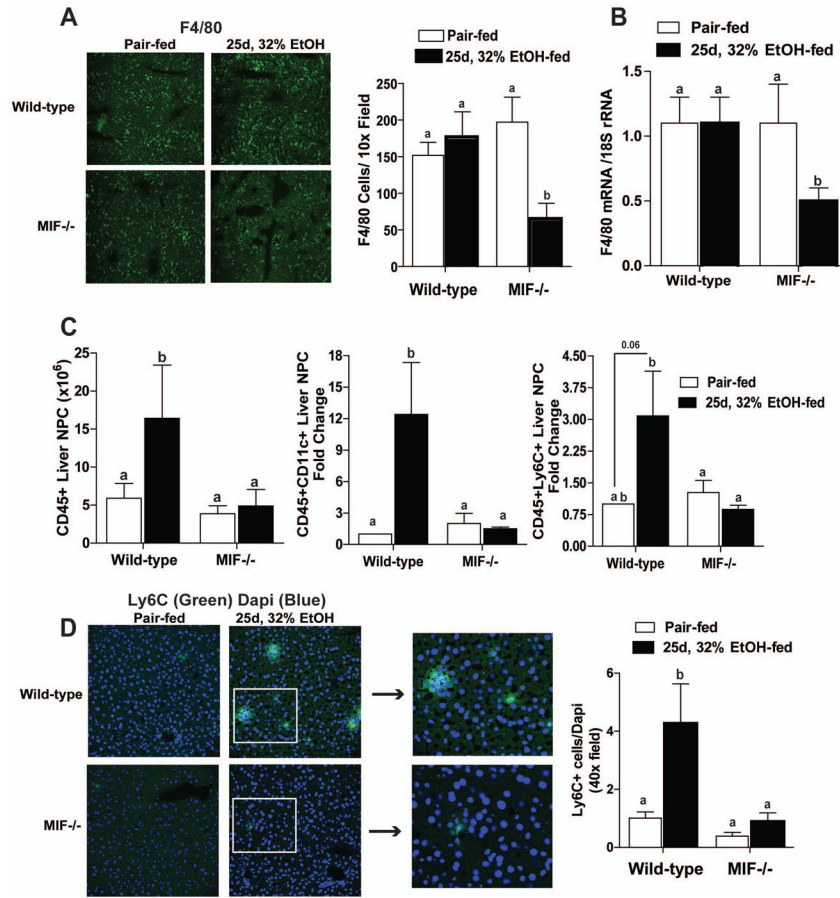 A
F4/80
Pair-fed 25d, 32% EtOH
Wild-type
MIF-/-
Pair-fed
25d, 32% EtOH-fed
F4/80 Cells/ 10x Field
250
200
150
100
50
0
a a a b
Wild-type MIF-/-
B
Pair-fed
25d, 32% EtOH-fed
F4/80 mRNA /18S rRNA
1.5
1.0
0.5
0.0
a a a b
Wild-type MIF-/-
C
CD45+ Liver NPC (x10⁶)
25
20
15
10
5
0
a b a a
Wild-type MIF-/-
CD45+CD11c+ Liver NPC
Fold Change
18
15
12
9
6
3
0
a b a a
Wild-type MIF-/-
CD45+Ly6C+ Liver NPC
Fold Change
4.50
3.75
3.00
2.25
1.50
0.75
0.00
0.06
Pair-fed
25d, 32% EtOH-fed
a b b a a
Wild-type MIF-/-
D
Ly6C (Green) Dapi (Blue)
Pair-fed 25d, 32% EtOH
Wild-type
MIF-/-
Pair-fed
25d, 32% EtOH-fed
Ly6C+ cells/Dapi
(40x field)
6
4
2
0
a b a a
Wild-type MIF-/-